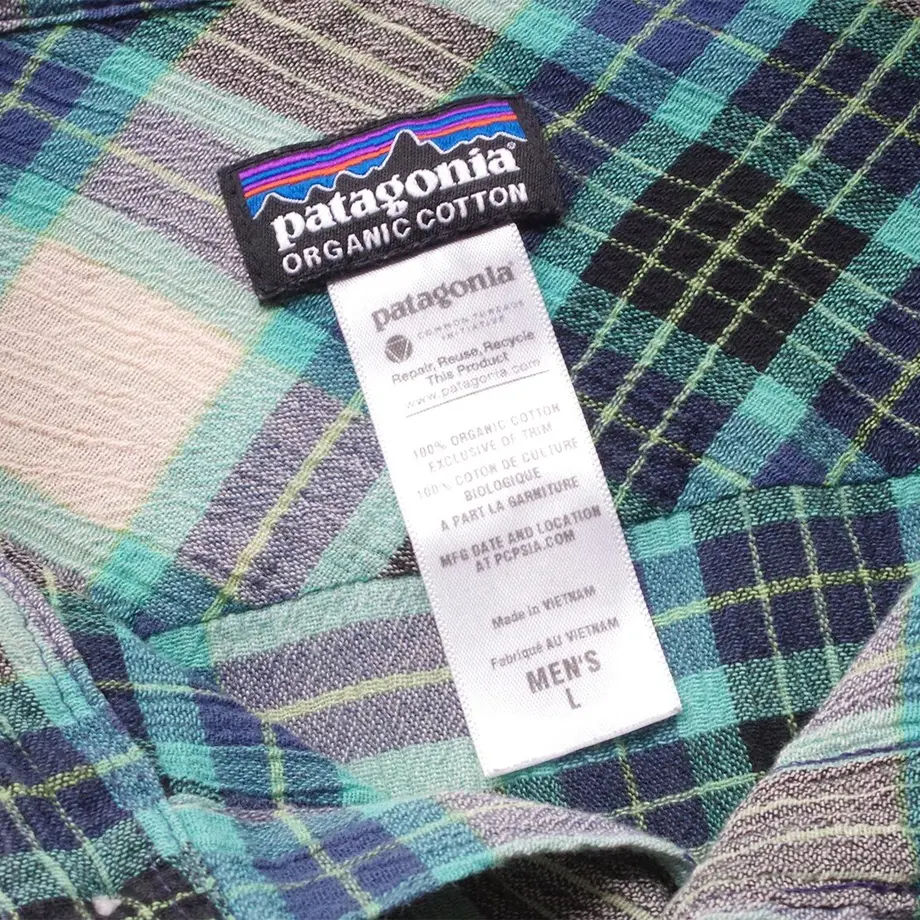 patagonia®
ORGANIC COTTON
patagonia
COMMON THREADS
INITIATIVE
Repair, Reuse, Recycle
This Product
www.patagonia.com
100% ORGANIC COTTON
EXCLUSIVE OF TRIM
100% COTON DE CULTURE
BIOLOGIQUE
A PART LA GARNITURE
MFG DATE AND LOCATION
AT PCPSIA.COM
Made in VIETNAM
Fabriqué AU VIETNAM
MEN'S
L